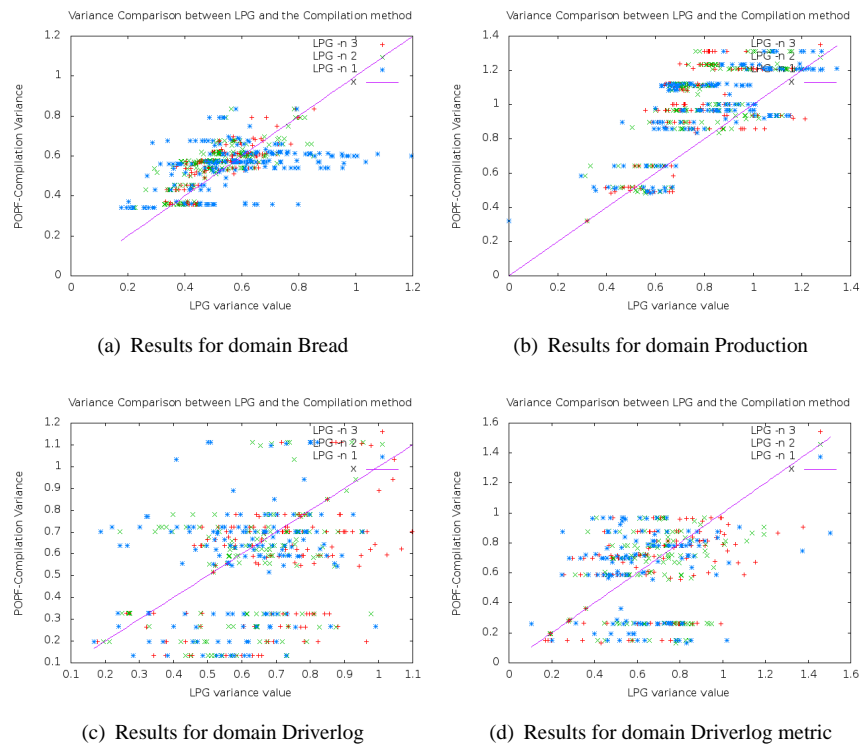 Variance Comparison between LPG and the Compilation method
1.2
1
0.8
0.6
0.4
0.2
0
0.2 0.4 0.6 0.8 1 1.2
POPF-Compilation Variance
LPG variance value
LPG -n 3
LPG -n 2
LPG -n 1
x
(a) Results for domain Bread
Variance Comparison between LPG and the Compilation method
1.4
1.2
1
0.8
0.6
0.4
0.2
0
0 0.2 0.4 0.6 0.8 1 1.2 1.4
POPF-Compilation Variance
LPG variance value
LPG -n 3
LPG -n 2
LPG -n 1
x
(b) Results for domain Production
Variance Comparison between LPG and the Compilation method
1.2
1.1
1
0.9
0.8
0.7
0.6
0.5
0.4
0.3
0.2
0.1
0.1 0.2 0.3 0.4 0.5 0.6 0.7 0.8 0.9 1 1.1
POPF-Compilation Variance
LPG variance value
LPG -n 3
LPG -n 2
LPG -n 1
x
(c) Results for domain Driverlog
Variance Comparison between LPG and the Compilation method
1.6
1.4
1.2
1
0.8
0.6
0.4
0.2
0
0 0.2 0.4 0.6 0.8 1 1.2 1.4 1.6
POPF-Compilation Variance
LPG variance value
LPG -n 3
LPG -n 2
LPG -n 1
x
(d) Results for domain Driverlog metric